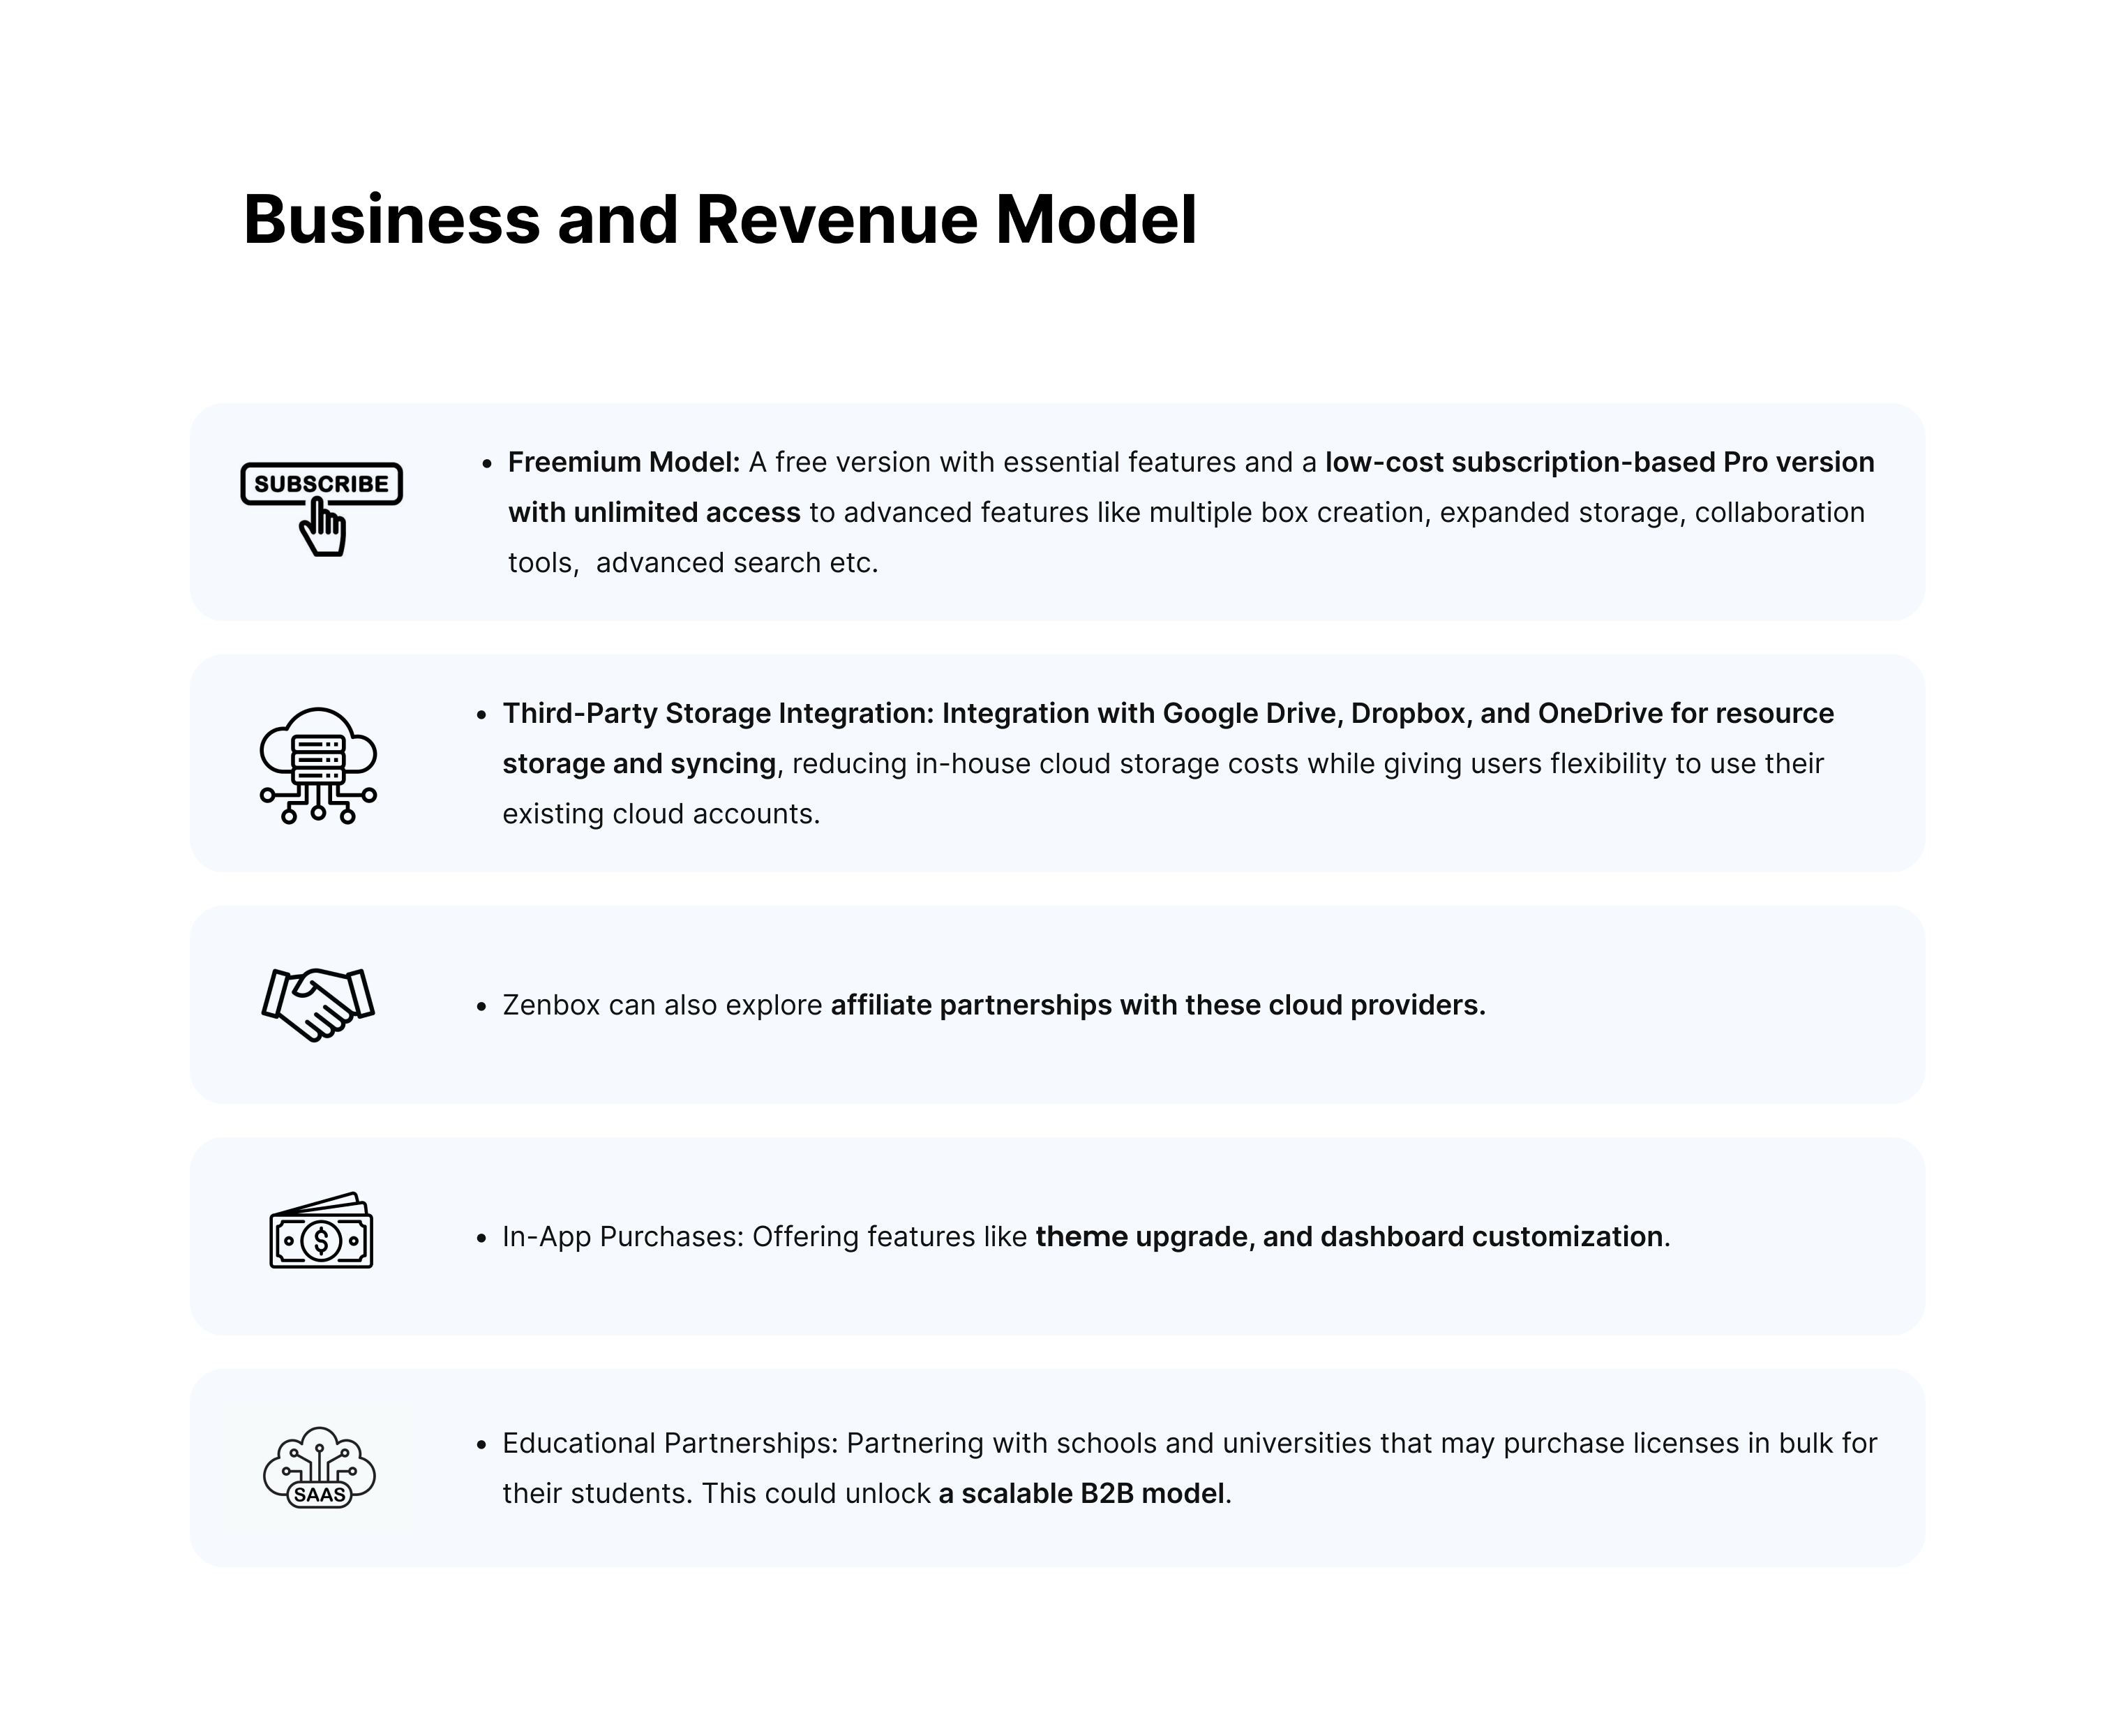 Business and Revenue Model
SUBSCRIBE
• Freemium Model: A free version with essential features and a low-cost subscription-based Pro version
with unlimited access to advanced features like multiple box creation, expanded storage, collaboration
tools,  advanced search etc.
• Third-Party Storage Integration: Integration with Google Drive, Dropbox, and OneDrive for resource
storage and syncing, reducing in-house cloud storage costs while giving users flexibility to use their
existing cloud accounts.
• Zenbox can also explore affiliate partnerships with these cloud providers.
$
• In-App Purchases: Offering features like theme upgrade, and dashboard customization.
SAAS
• Educational Partnerships: Partnering with schools and universities that may purchase licenses in bulk for
their students. This could unlock a scalable B2B model.